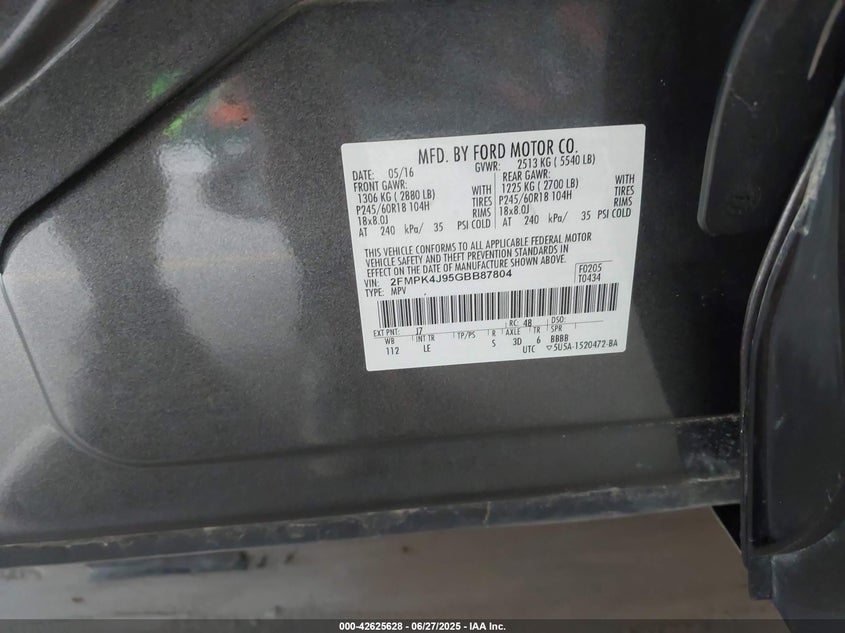 MFD. BY FORD MOTOR CO.
DATE: 05/16 GVWR: 2513 KG ( 5540 LB)
FRONT GAWR: REAR GAWR:
1306 KG ( 2880 LB) WITH 1225 KG ( 2700 LB) WITH
P245/60R18 104H TIRES P245/60R18 104H TIRES
18x8.0J RIMS 18x8.0J RIMS
AT 240 kPa/ 35 PSI COLD AT 240 kPa/ 35 PSI COLD
THIS VEHICLE CONFORMS TO ALL APPLICABLE FEDERAL MOTOR
VEHICLE SAFETY AND THEFT PREVENTION STANDARDS IN
EFFECT ON THE DATE OF MANUFACTURE SHOWN ABOVE.
VIN: 2FMPK4J95GBB87804 F0205
TYPE: MPV T0434
EXT PNT: J7 RC: 48 DSO:
WB INT TR TP/PS R AXLE TR SPR
112 LE 5 3D 6 BBBB
UTC ▽5U5A-1520472-BA
000-42625628 - 06/27/2025 - IAA Inc.